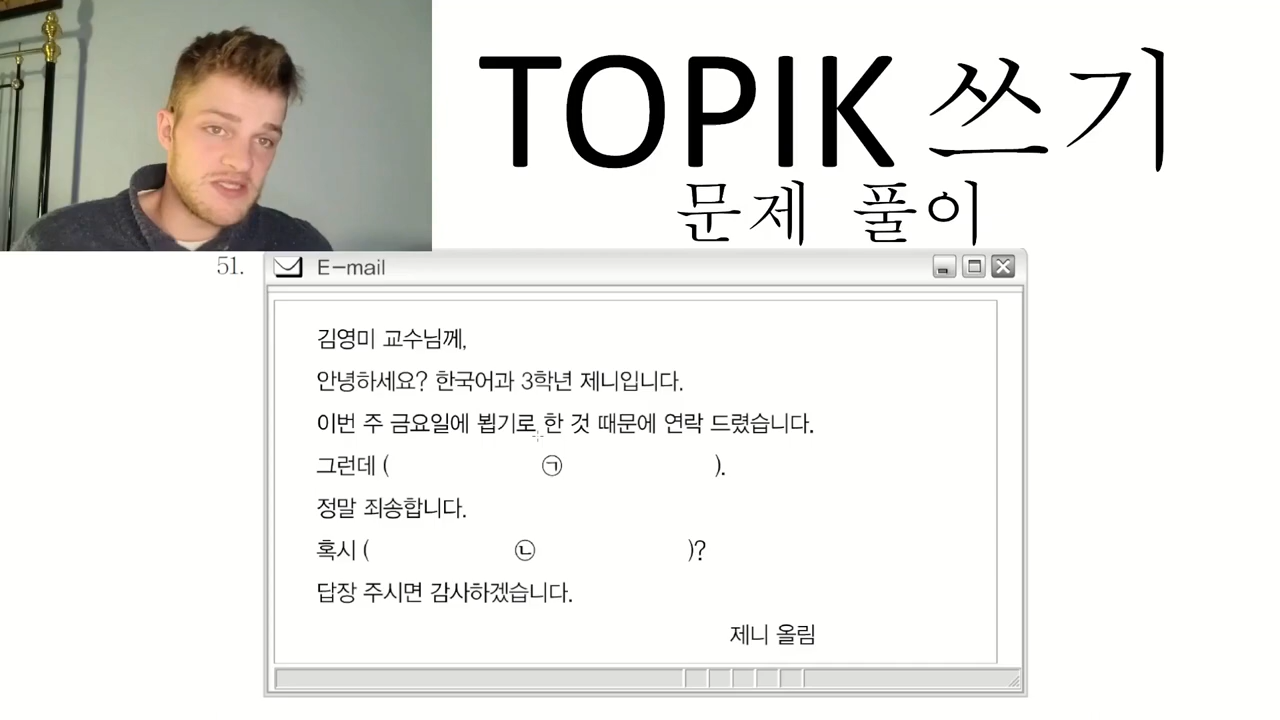 TOPIK 쓰기
문제 풀이
51.
E-mail
김영미 교수님께,
안녕하세요? 한국어과 3학년 제니입니다.
이번 주 금요일에 뵙기로 한 것 때문에 연락 드렸습니다.
그런데 ( ㉠ ).
정말 죄송합니다.
혹시 ( ㉡ )?
답장 주시면 감사하겠습니다.
제니 올림